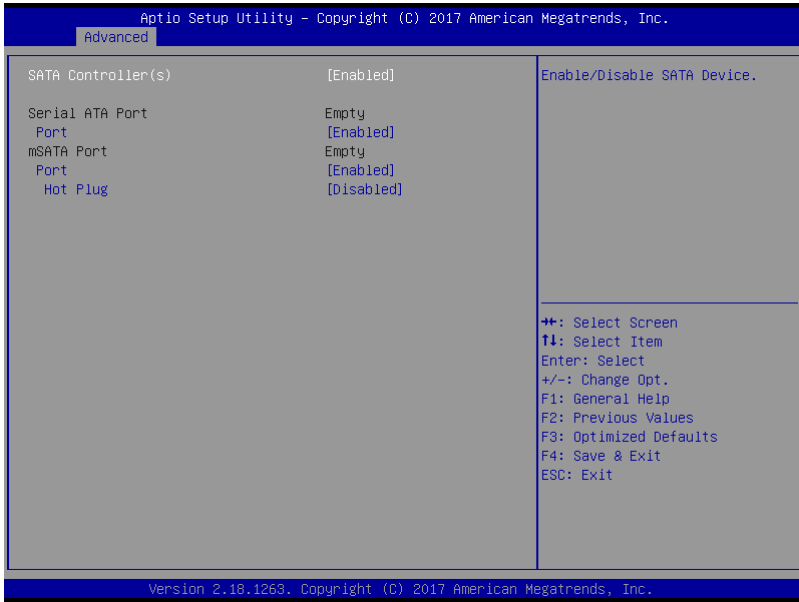 Aptio Setup Utility – Copyright (C) 2017 American Megatrends, Inc.
Advanced
SATA Controller(s) [Enabled]
Serial ATA Port Empty
Port [Enabled]
mSATA Port Empty
Port [Enabled]
Hot Plug [Disabled]
Enable/Disable SATA Device.
→←: Select Screen
↑↓: Select Item
Enter: Select
+/-: Change Opt.
F1: General Help
F2: Previous Values
F3: Optimized Defaults
F4: Save & Exit
ESC: Exit
Version 2.18.1263. Copyright (C) 2017 American Megatrends, Inc.